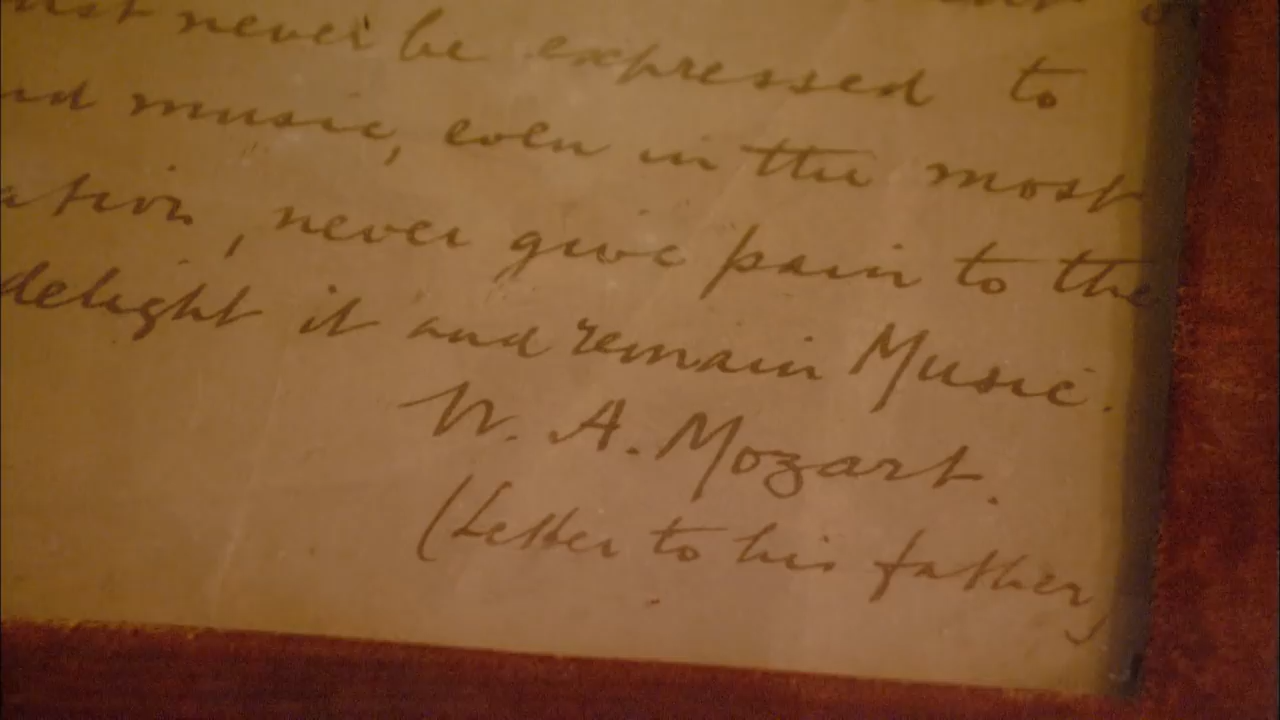 never be expressed to
music, even in the most
, never give pain to the
delight it and remain Music.
W. A. Mozart.
(Letter to his father)